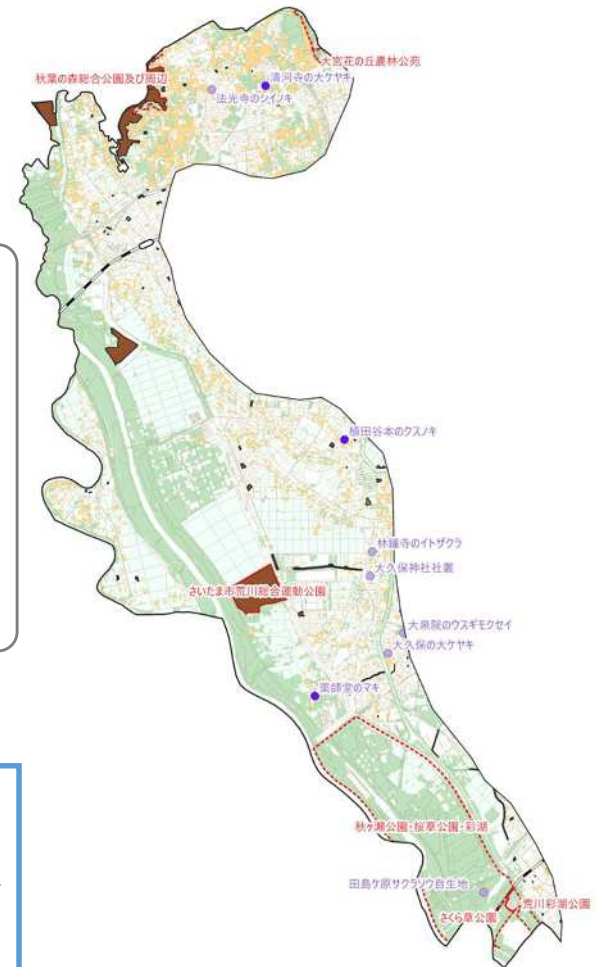 大宮花の丘農林公苑
秋葉の森総合公園及び周辺
清河寺の大ケヤキ
法光寺のシイノキ
植田谷本のクスノキ
林鐘寺のイトザクラ
大久保神社社叢
さいたま市荒川総合運動公園
大泉院のウスギモクセイ
大久保の大ケヤキ
薬師堂のマキ
秋ヶ瀬公園・桜草公園・彩湖
田島ケ原サクラソウ自生地
荒川彩湖公園
さくら草公園